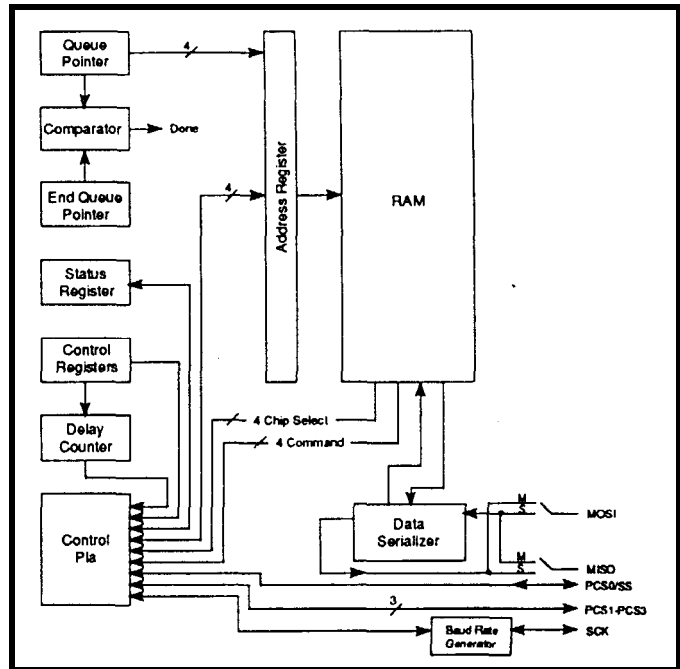 Queue
Pointer
4
Comparator
Done
End Queue
Pointer
4
Address Register
RAM
Status
Register
Control
Registers
4 Chip Select
Delay
Counter
4 Command
Control
Pla
Data
Serializer
M
S
MOSI
M
S
MISO
PCS0/SS
3
PCS1-PCS3
Baud Rate
Generator
SCK